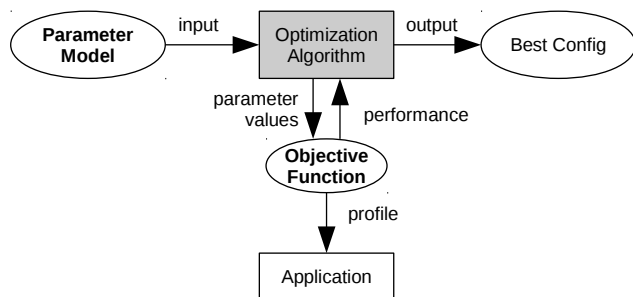 Parameter
Model
input
Optimization
Algorithm
output
Best Config
parameter
values
performance
Objective
Function
profile
Application